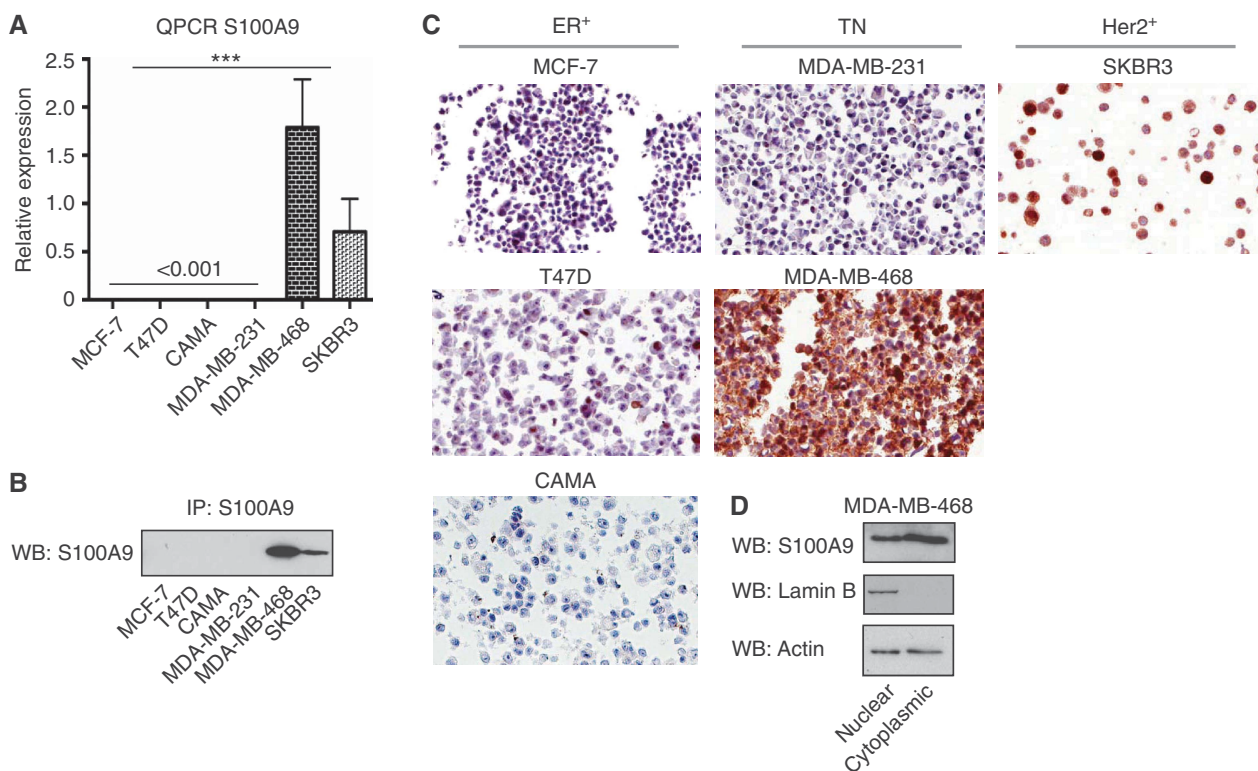 A
QPCR S100A9
Relative expression
2.5
2.0
1.5
1.0
0.5
0
***
<0.001
MCF-7
T47D
CAMA
MDA-MB-231
MDA-MB-468
SKBR3
B
IP: S100A9
WB: S100A9
MCF-7
T47D
CAMA
MDA-MB-231
MDA-MB-468
SKBR3
C
ER⁺
TN
Her2⁺
MCF-7
MDA-MB-231
SKBR3
T47D
MDA-MB-468
CAMA
D
MDA-MB-468
WB: S100A9
WB: Lamin B
WB: Actin
Nuclear
Cytoplasmic